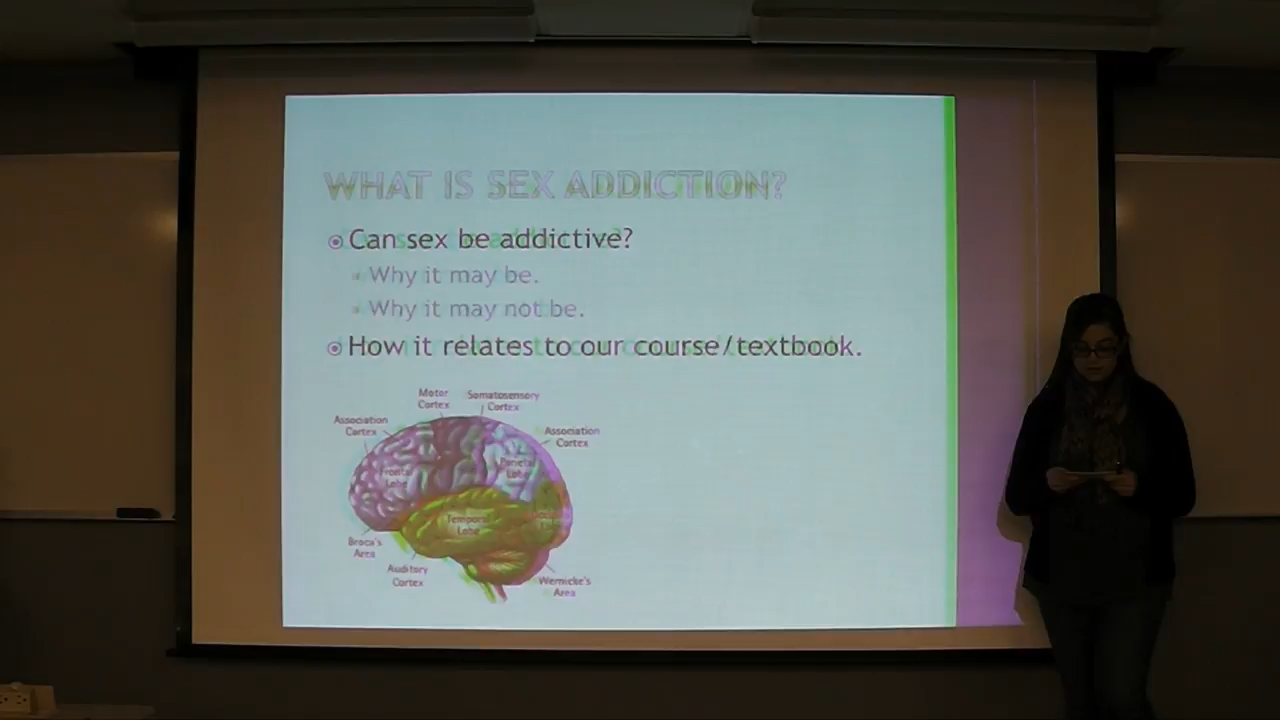 WHAT IS SEX ADDICTION?
Can sex be addictive?
Why it may be.
Why it may not be.
How it relates to our course/textbook.
Motor
Cortex
Somatosensory
Cortex
Association
Cortex
Association
Cortex
Frontal
Lobe
Parietal
Lobe
Temporal
Lobe
Broca's
Area
Auditory
Cortex
Wernicke's
Area